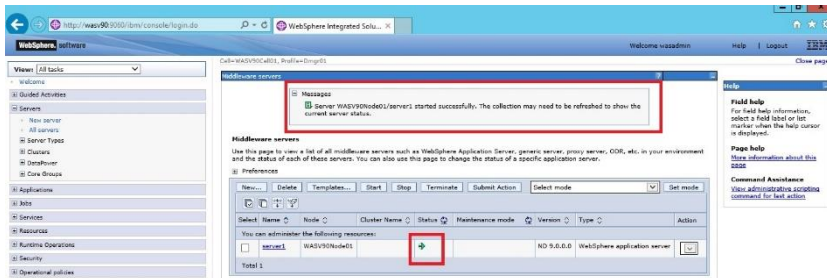 http://wasv90:9060/ibm/console/login.do
WebSphere Integrated Solu...
WebSphere. software
Welcome wasadmin
Help | Logout
IBM
Cell=WASV90Cell01, Profile=Dmgr01
Close page
View: All tasks
Welcome
Guided Activities
Servers
New server
All servers
Server Types
Clusters
DataPower
Core Groups
Applications
Jobs
Services
Resources
Runtime Operations
Security
Operational policies
Middleware servers
Messages
Server WASV90Node01/server1 started successfully. The collection may need to be refreshed to show the
current server status.
Middleware servers
Use this page to view a list of all middleware servers such as WebSphere Application Server, generic server, proxy server, ODR, etc. in your environment
and the status of each of these servers. You can also use this page to change the status of a specific application server.
Preferences
New... Delete Templates... Start Stop Terminate Submit Action Select mode Set mode
Select Name Node Cluster Name Status Maintenance mode Version Type Action
You can administer the following resources:
server1 WASV90Node01 ND 9.0.0.0 WebSphere application server
Total 1
Help
Field help
For field help information,
select a field label or list
marker when the help cursor
is displayed.
Page help
More information about this
page
Command Assistance
View administrative scripting
command for last action